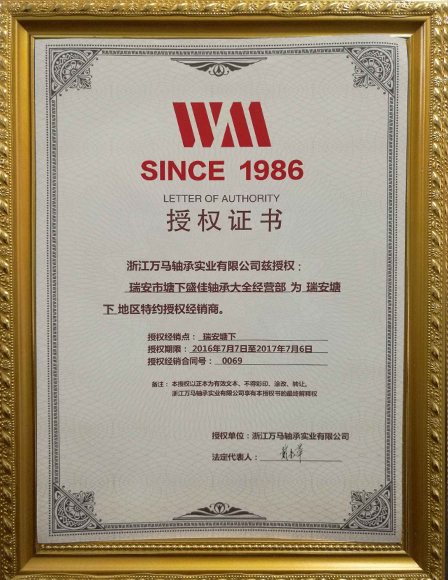 WM
SINCE 1986
LETTER OF AUTHORITY
授权证书
浙江万马轴承实业有限公司兹授权：
瑞安市塘下盛佳轴承大全经营部 为 瑞安塘
下 地区特约授权经销商。
授权经销点： 瑞安塘下
授权期限： 2016年7月7日至2017年7月6日
授权经销合同号： 0069
备注： 本授权以正本为有效文本、不得彩印、涂改、转让。
浙江万马轴承实业有限公司享有本授权书的最终解释权
授权单位：浙江万马轴承实业有限公司
法定代表人：